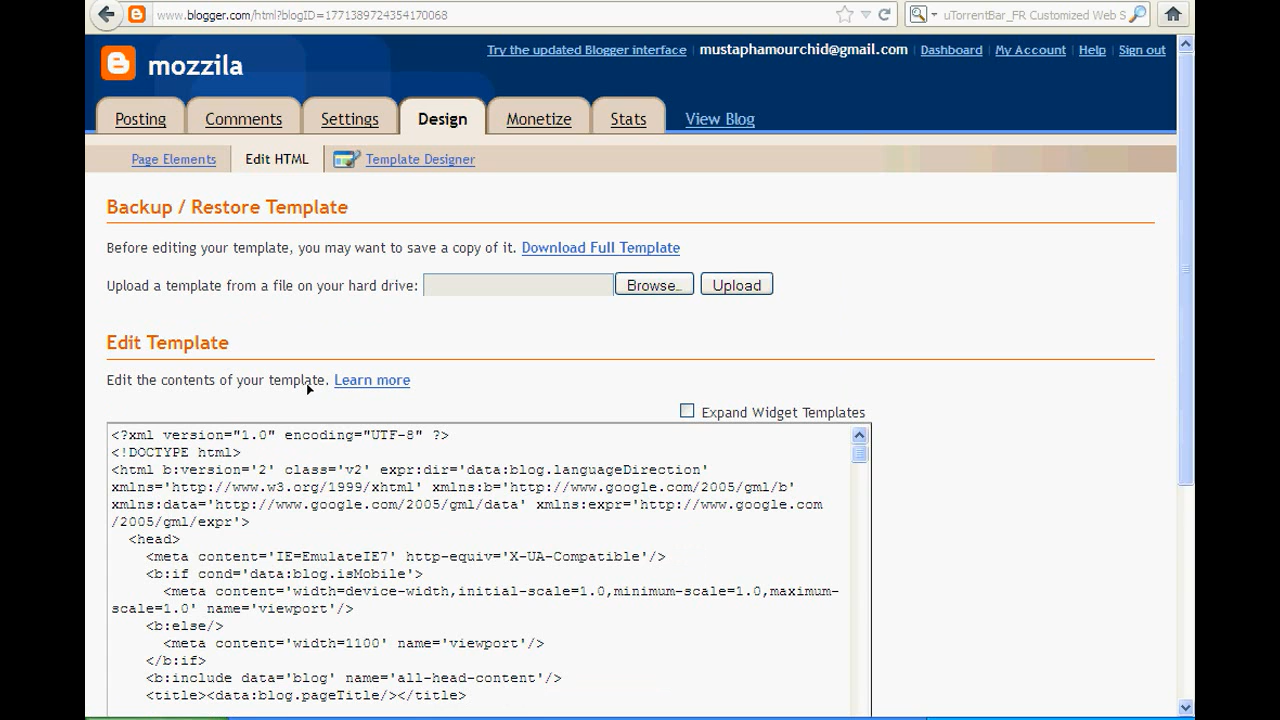 www.blogger.com/html?blogID=1771389724354170068
uTorrentBar_FR Customized Web S
Try the updated Blogger interface | mustaphamourchid@gmail.com | Dashboard | My Account | Help | Sign out
mozzila
Posting Comments Settings Design Monetize Stats View Blog
Page Elements Edit HTML Template Designer
Backup / Restore Template
Before editing your template, you may want to save a copy of it. Download Full Template
Upload a template from a file on your hard drive: Browse.. Upload
Edit Template
Edit the contents of your template. Learn more
Expand Widget Templates
<?xml version="1.0" encoding="UTF-8" ?>
<!DOCTYPE html>
<html b:version='2' class='v2' expr:dir='data:blog.languageDirection'
xmlns='http://www.w3.org/1999/xhtml' xmlns:b='http://www.google.com/2005/gml/b'
xmlns:data='http://www.google.com/2005/gml/data' xmlns:expr='http://www.google.com
/2005/gml/expr'>
<head>
<meta content='IE=EmulateIE7' http-equiv='X-UA-Compatible'/>
<b:if cond='data:blog.isMobile'>
<meta content='width=device-width,initial-scale=1.0,minimum-scale=1.0,maximum-
scale=1.0' name='viewport'/>
<b:else/>
<meta content='width=1100' name='viewport'/>
</b:if>
<b:include data='blog' name='all-head-content'/>
<title><data:blog.pageTitle/></title>